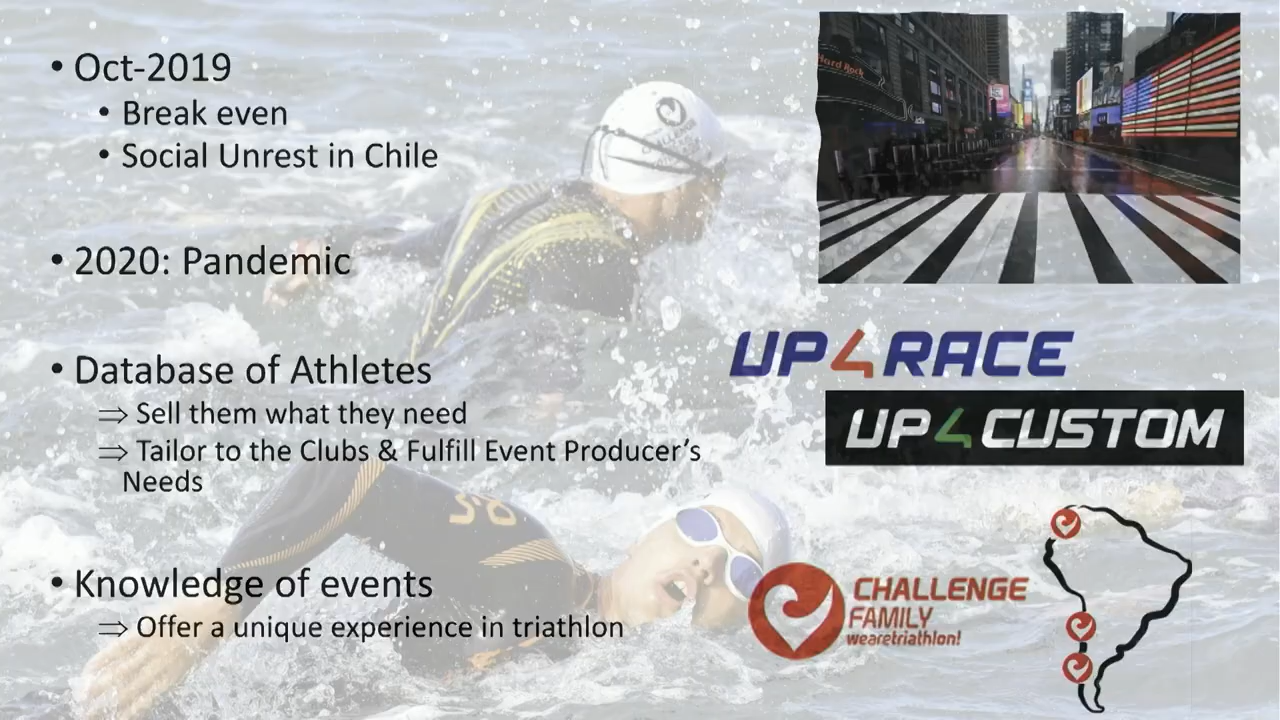 • Oct-2019
• Break even
• Social Unrest in Chile
• 2020: Pandemic
• Database of Athletes
⇒ Sell them what they need
⇒ Tailor to the Clubs & Fulfill Event Producer’s
Needs
• Knowledge of events
⇒ Offer a unique experience in triathlon
Hard Rock
UP4RACE
UP4CUSTOM
CHALLENGE
FAMILY
wearetriathlon!